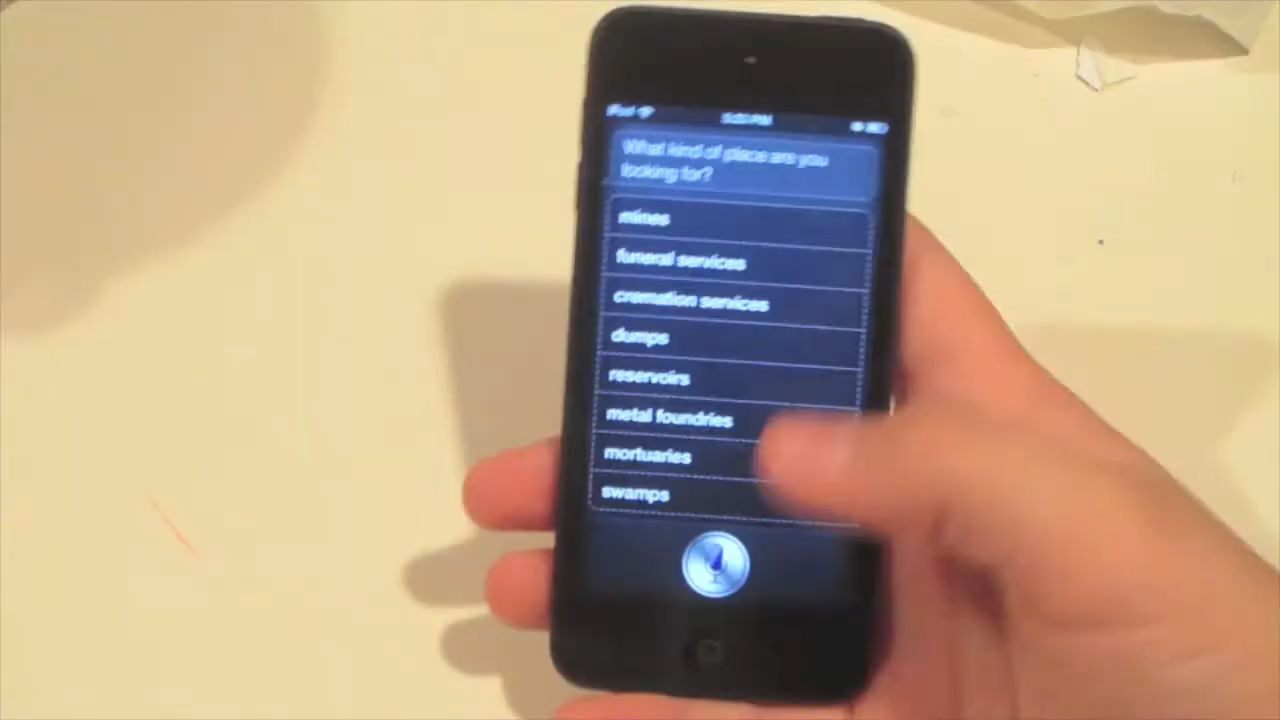 iPod
What kind of place are you
looking for?
mines
funeral services
cremation services
dumps
reservoirs
metal foundries
mortuaries
swamps